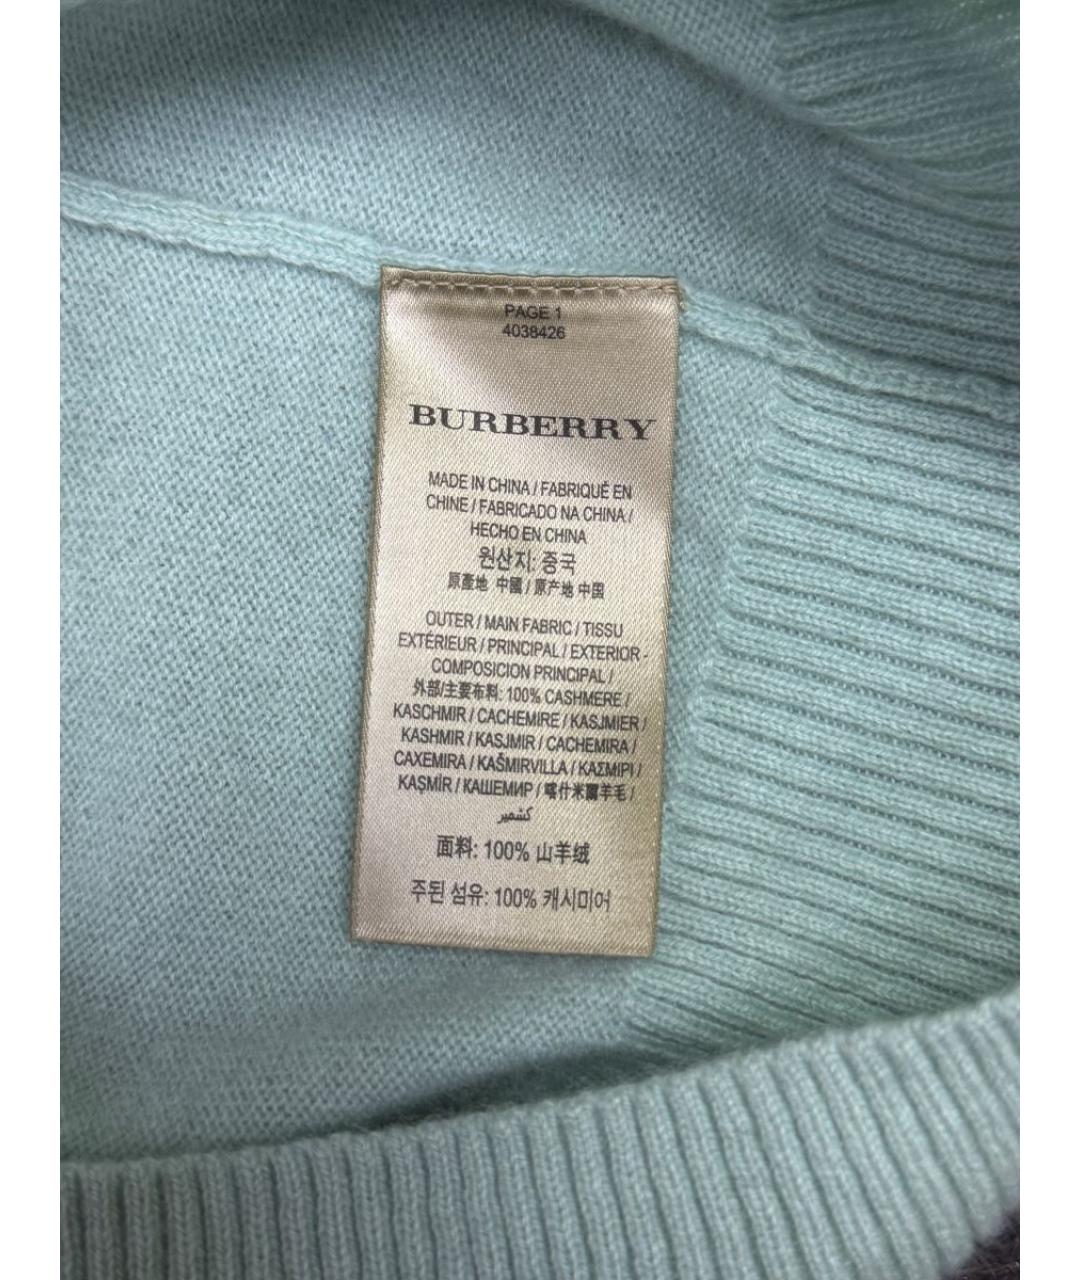 PAGE 1
4038426
BURBERRY
MADE IN CHINA / FABRIQUÉ EN
CHINE / FABRICADO NA CHINA /
HECHO EN CHINA
원산지: 중국
原產地 中國 / 原产地 中国
OUTER / MAIN FABRIC / TISSU
EXTÉRIEUR / PRINCIPAL / EXTERIOR -
COMPOSICION PRINCIPAL /
外部/主要布料: 100% CASHMERE /
KASCHMIR / CACHEMIRE / KASJMIER /
KASHMIR / KASJMIR / CACHEMIRA /
CAXEMIRA / KAŠMIRVILLA / ΚΑΣΜΙΡΙ /
KAŞMİR / КАШЕМИР / 喀什米爾羊毛 /
كشمير
面料: 100% 山羊绒
주된 섬유: 100% 캐시미어